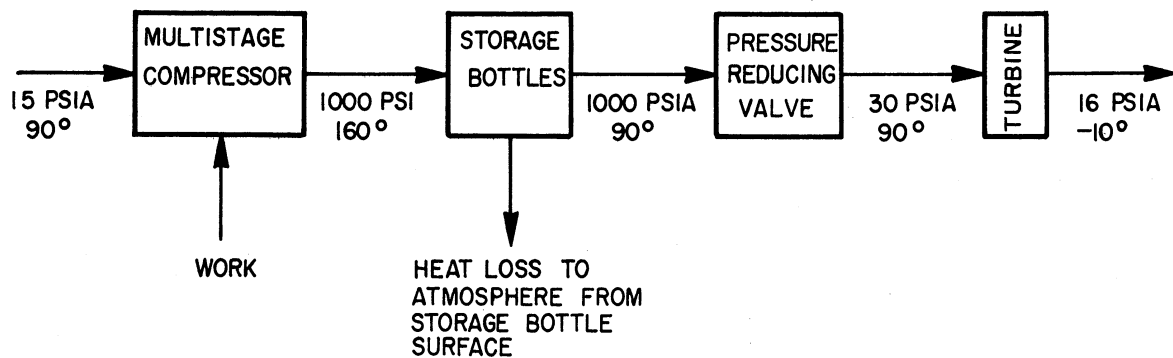 MULTISTAGE
COMPRESSOR
STORAGE
BOTTLES
PRESSURE
REDUCING
VALVE
TURBINE
15 PSIA
90°
1000 PSI
160°
1000 PSIA
90°
30 PSIA
90°
16 PSIA
-10°
WORK
HEAT LOSS TO
ATMOSPHERE FROM
STORAGE BOTTLE
SURFACE